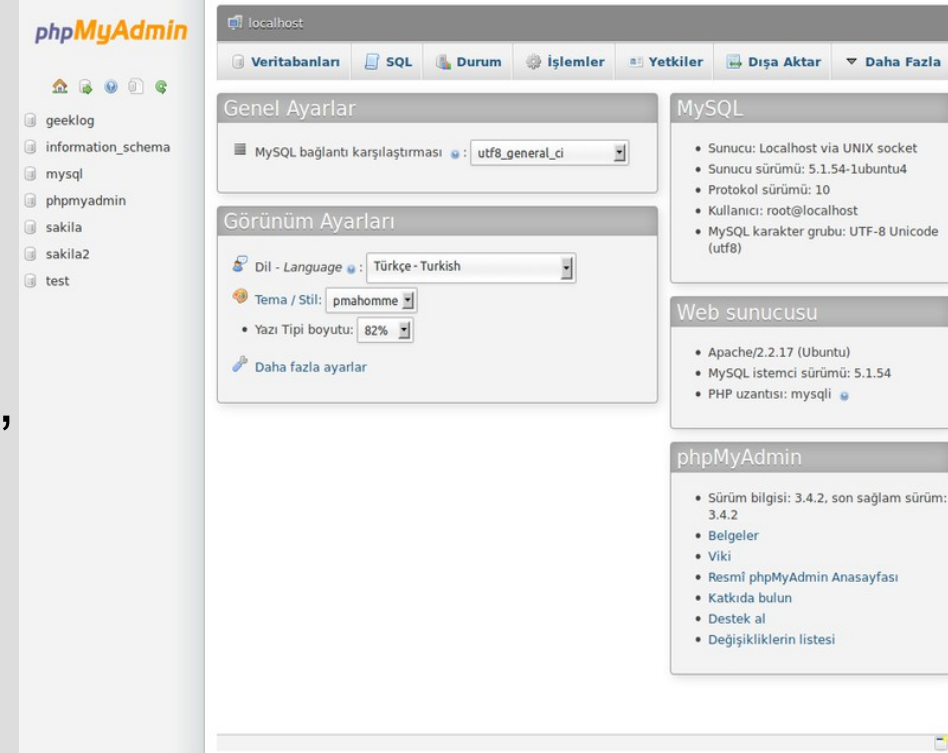 phpMyAdmin
geeklog
information_schema
mysql
phpmyadmin
sakila
sakila2
test
,
localhost
Veritabanları SQL Durum İşlemler Yetkiler Dışa Aktar Daha Fazla
Genel Ayarlar
MySQL bağlantı karşılaştırması : utf8_general_ci
Görünüm Ayarları
Dil - Language : Türkçe - Turkish
Tema / Stil: pmahomme
• Yazı Tipi boyutu: 82%
Daha fazla ayarlar
MySQL
• Sunucu: Localhost via UNIX socket
• Sunucu sürümü: 5.1.54-1ubuntu4
• Protokol sürümü: 10
• Kullanıcı: root@localhost
• MySQL karakter grubu: UTF-8 Unicode
(utf8)
Web sunucusu
• Apache/2.2.17 (Ubuntu)
• MySQL istemci sürümü: 5.1.54
• PHP uzantısı: mysqli
phpMyAdmin
• Sürüm bilgisi: 3.4.2, son sağlam sürüm:
3.4.2
• Belgeler
• Viki
• Resmî phpMyAdmin Anasayfası
• Katkıda bulun
• Destek al
• Değişikliklerin listesi